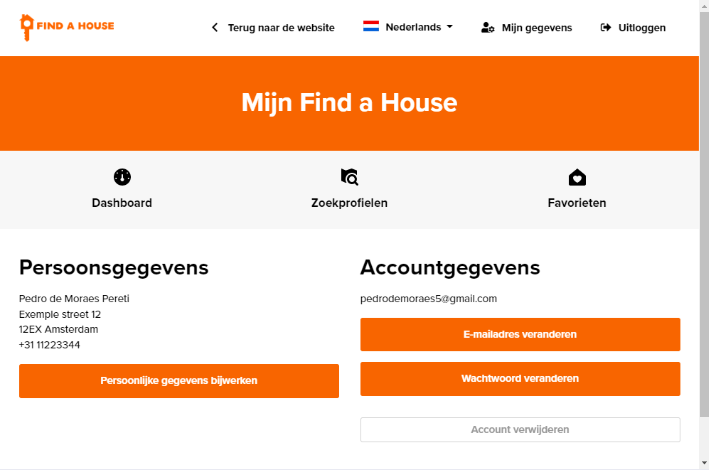 FIND A HOUSE
Terug naar de website
Nederlands
Mijn gegevens
Uitloggen
Mijn Find a House
Dashboard
Zoekprofielen
Favorieten
Persoonsgegevens
Pedro de Moraes Pereti
Exemple street 12
12EX Amsterdam
+31 11223344
Persoonlijke gegevens bijwerken
Accountgegevens
pedrodemoraes5@gmail.com
E-mailadres veranderen
Wachtwoord veranderen
Account verwijderen